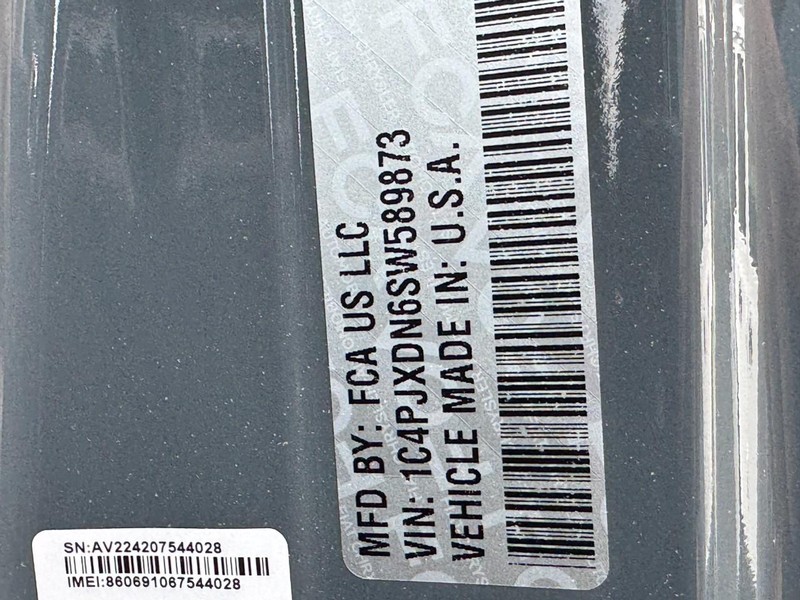 MFD BY: FCA US LLC
VIN: 1C4PJXDN6SW589873
VEHICLE MADE IN: U.S.A.
SN:AV224207544028
IMEI:860691067544028